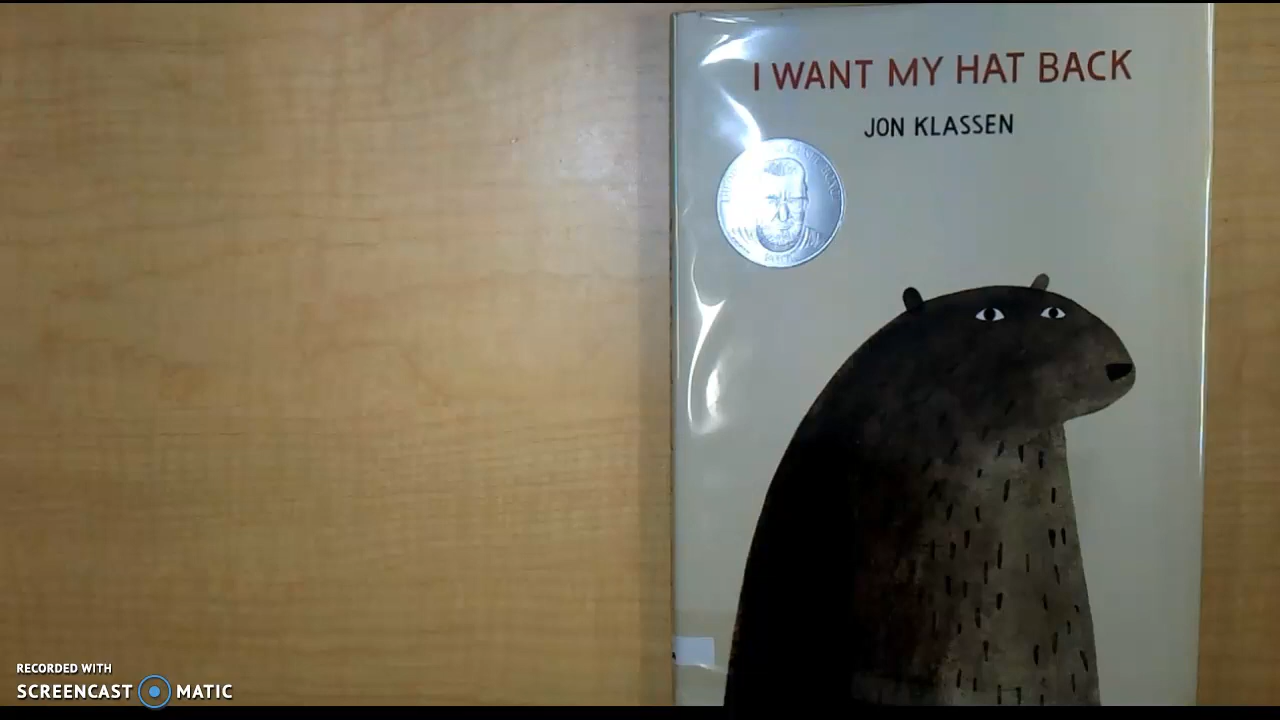 I WANT MY HAT BACK
JON KLASSEN
RECORDED WITH
SCREENCAST MATIC